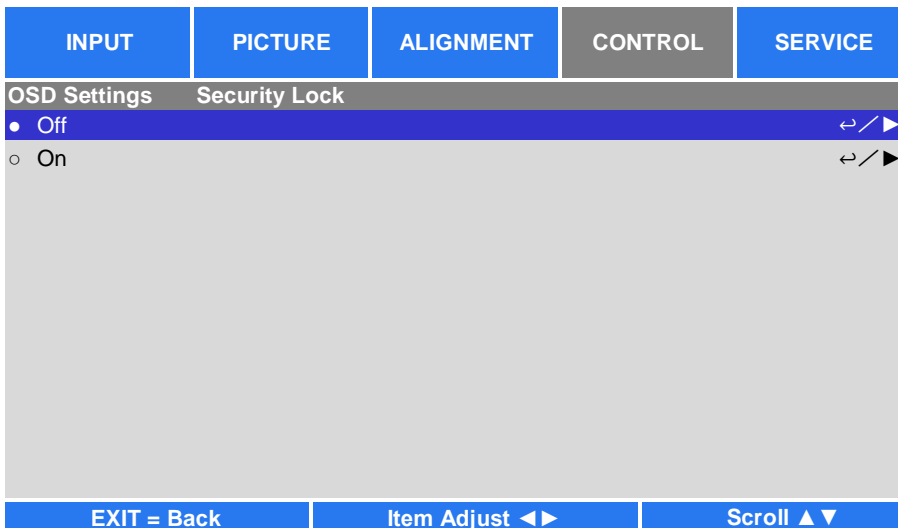 INPUT PICTURE ALIGNMENT CONTROL SERVICE
OSD Settings Security Lock
● Off ↩／►
○ On ↩／►
EXIT = Back Item Adjust ◄► Scroll ▲▼